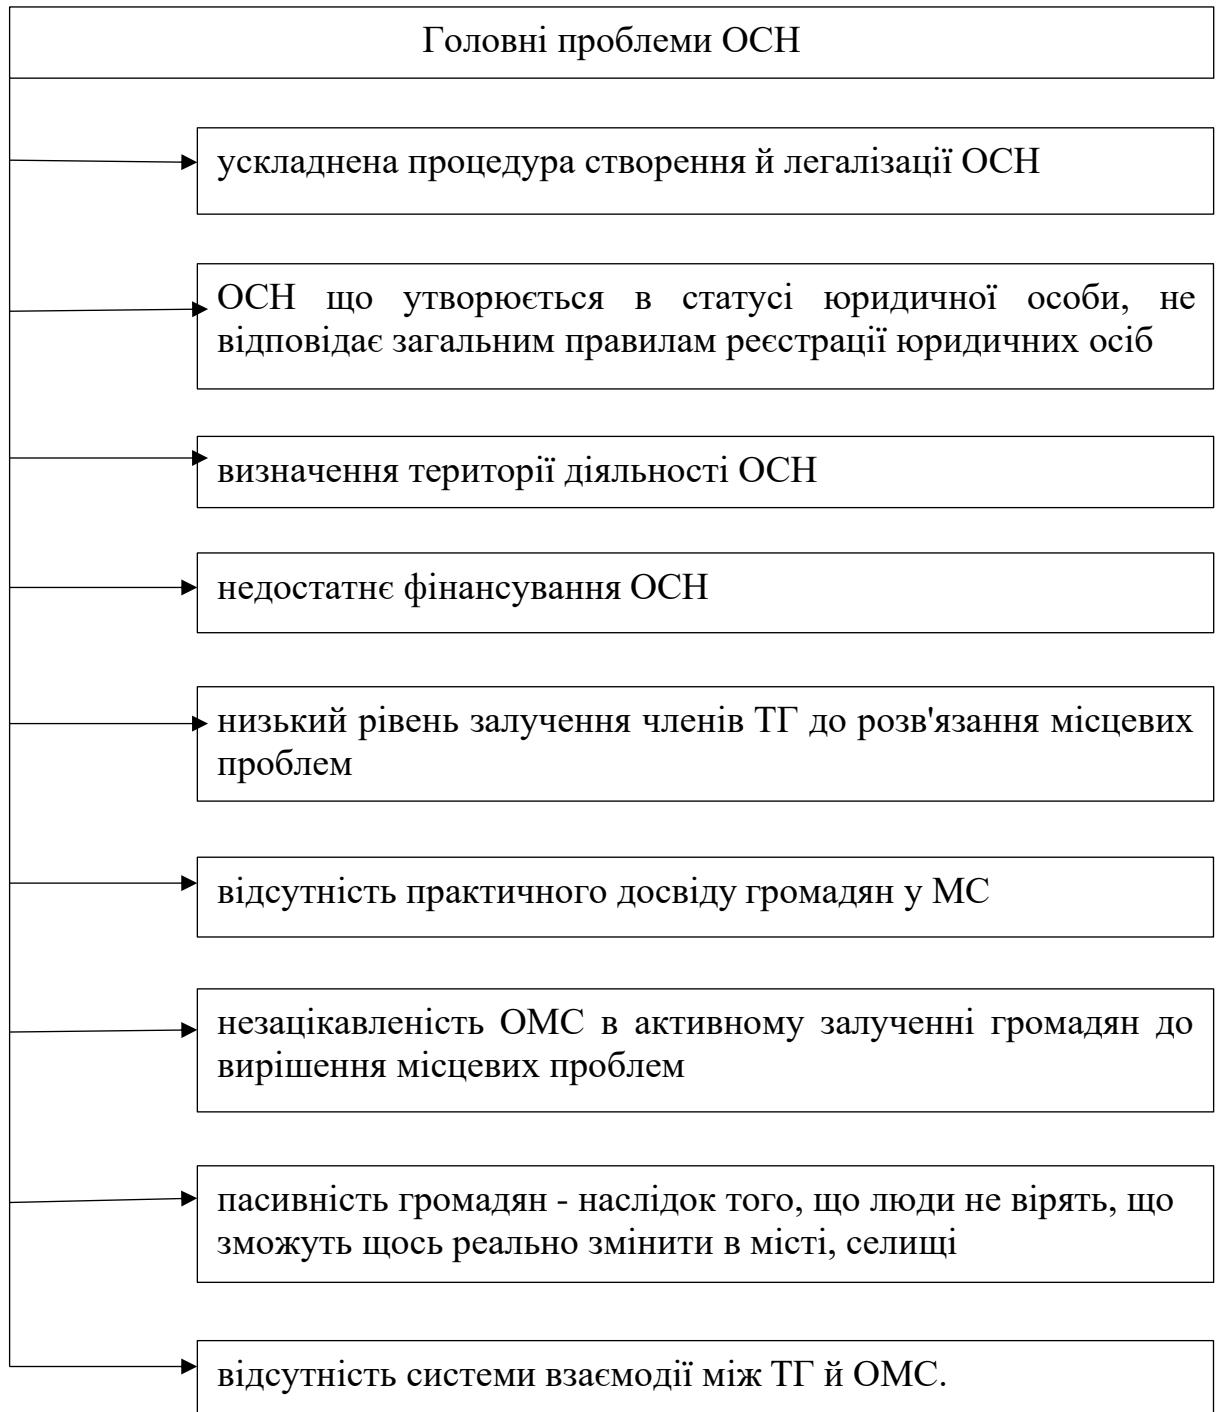 Головні проблеми ОСН
ускладнена процедура створення й легалізації ОСН
ОСН що утворюється в статусі юридичної особи, не
відповідає загальним правилам реєстрації юридичних осіб
визначення території діяльності ОСН
недостатнє фінансування ОСН
низький рівень залучення членів ТГ до розв'язання місцевих
проблем
відсутність практичного досвіду громадян у МС
незацікавленість ОМС в активному залученні громадян до
вирішення місцевих проблем
пасивність громадян - наслідок того, що люди не вірять, що
зможуть щось реально змінити в місті, селищі
відсутність системи взаємодії між ТГ й ОМС.